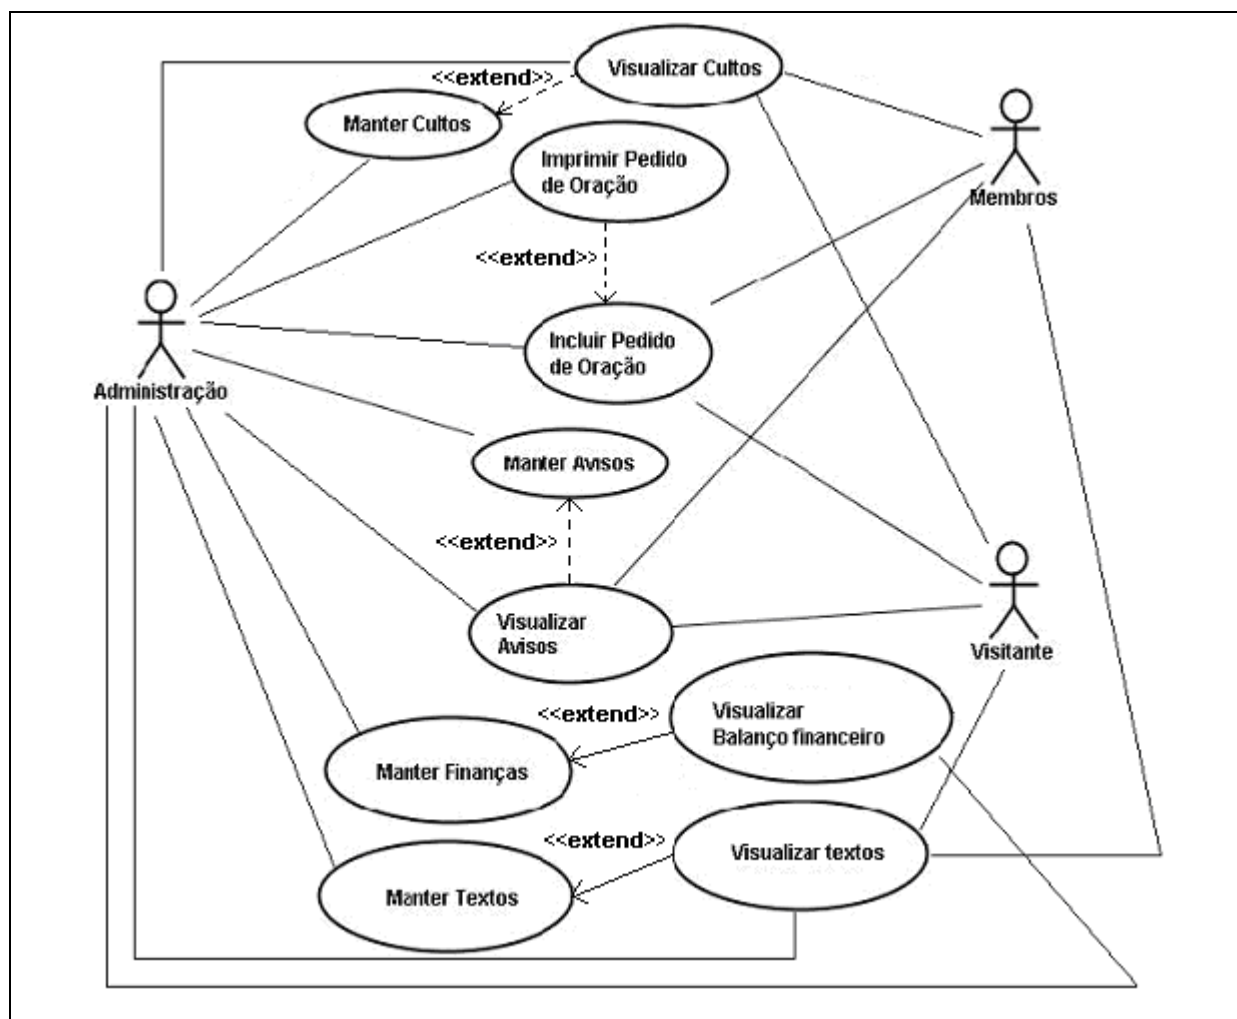 Visualizar Cultos
<<extend>>
Manter Cultos
Imprimir Pedido
de Oração
Membros
<<extend>>
Incluir Pedido
de Oração
Administração
Manter Avisos
<<extend>>
Visualizar
Avisos
Visitante
<<extend>>
Visualizar
Balanço financeiro
Manter Finanças
<<extend>>
Visualizar textos
Manter Textos